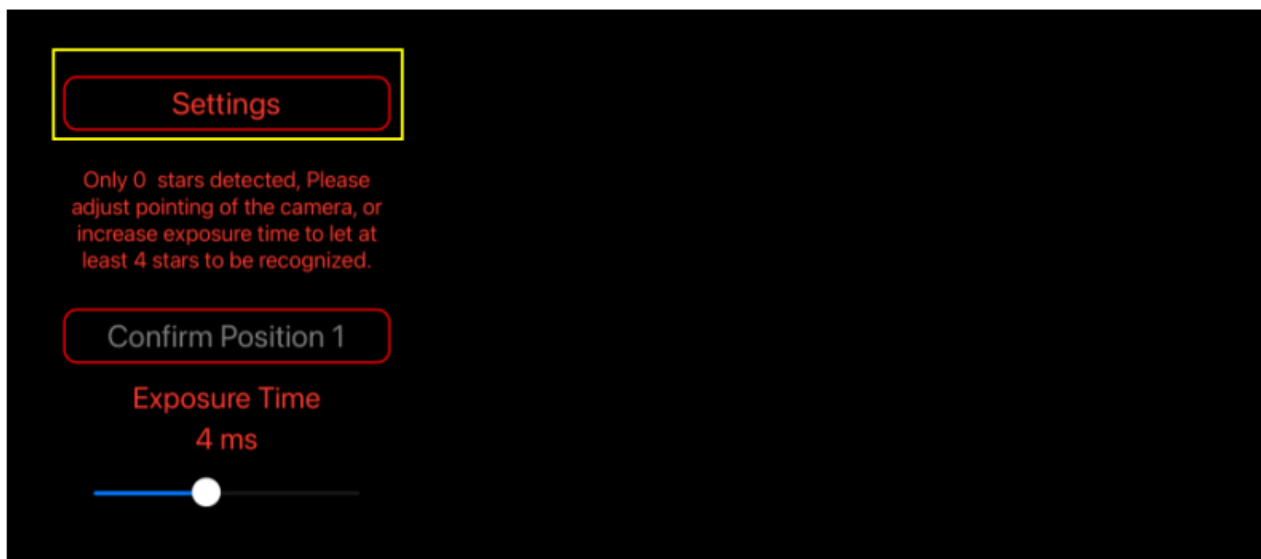 Settings
Only 0  stars detected, Please
adjust pointing of the camera, or
increase exposure time to let at
least 4 stars to be recognized.
Confirm Position 1
Exposure Time
4 ms